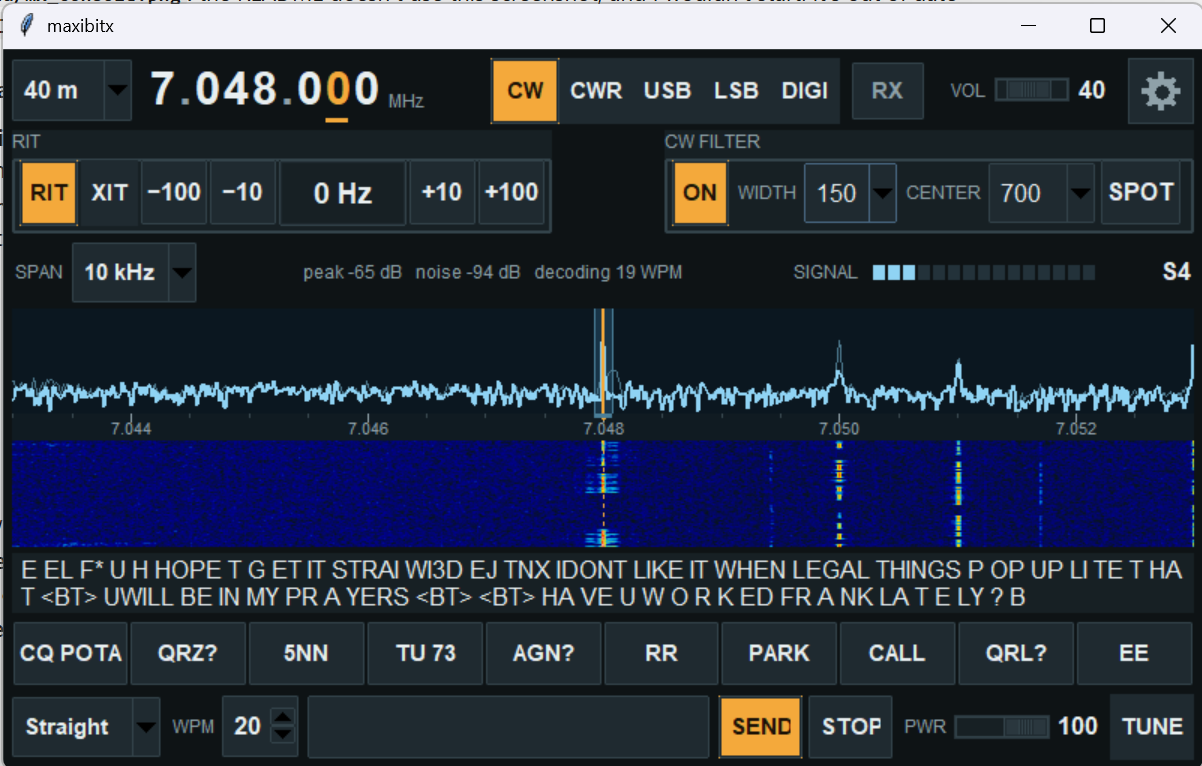 maxibitx
40 m 7.048.000 MHz CW CWR USB LSB DIGI RX VOL 40
RIT CW FILTER
RIT XIT −100 −10 0 Hz +10 +100 ON WIDTH 150 CENTER 700 SPOT
SPAN 10 kHz peak -65 dB noise -94 dB decoding 19 WPM SIGNAL S4
7.044 7.046 7.048 7.050 7.052
E EL F* U H HOPE T G ET IT STRAI WI3D EJ TNX IDONT LIKE IT WHEN LEGAL THINGS P OP UP LI TE T HA
T <BT> UWILL BE IN MY PR A YERS <BT> <BT> HA VE U W O R K ED FR A NK LA T E LY ? B
CQ POTA QRZ? 5NN TU 73 AGN? RR PARK CALL QRL? EE
Straight WPM 20 SEND STOP PWR 100 TUNE